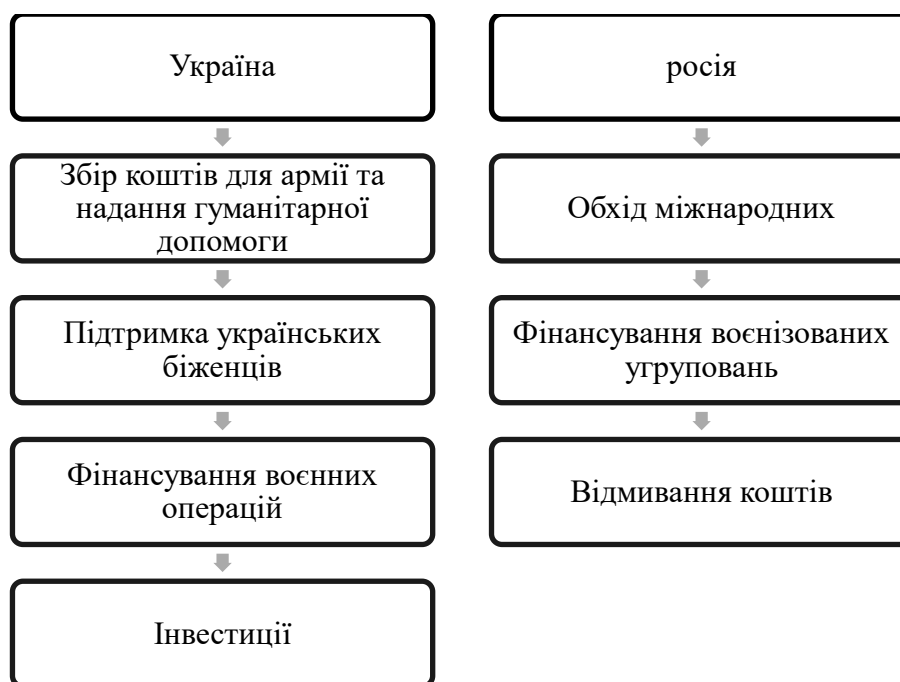 Україна
Збір коштів для армії та
надання гуманітарної
допомоги
Підтримка українських
біженців
Фінансування воєнних
операцій
Інвестиції
росія
Обхід міжнародних
Фінансування воєнізованих
угруповань
Відмивання коштів